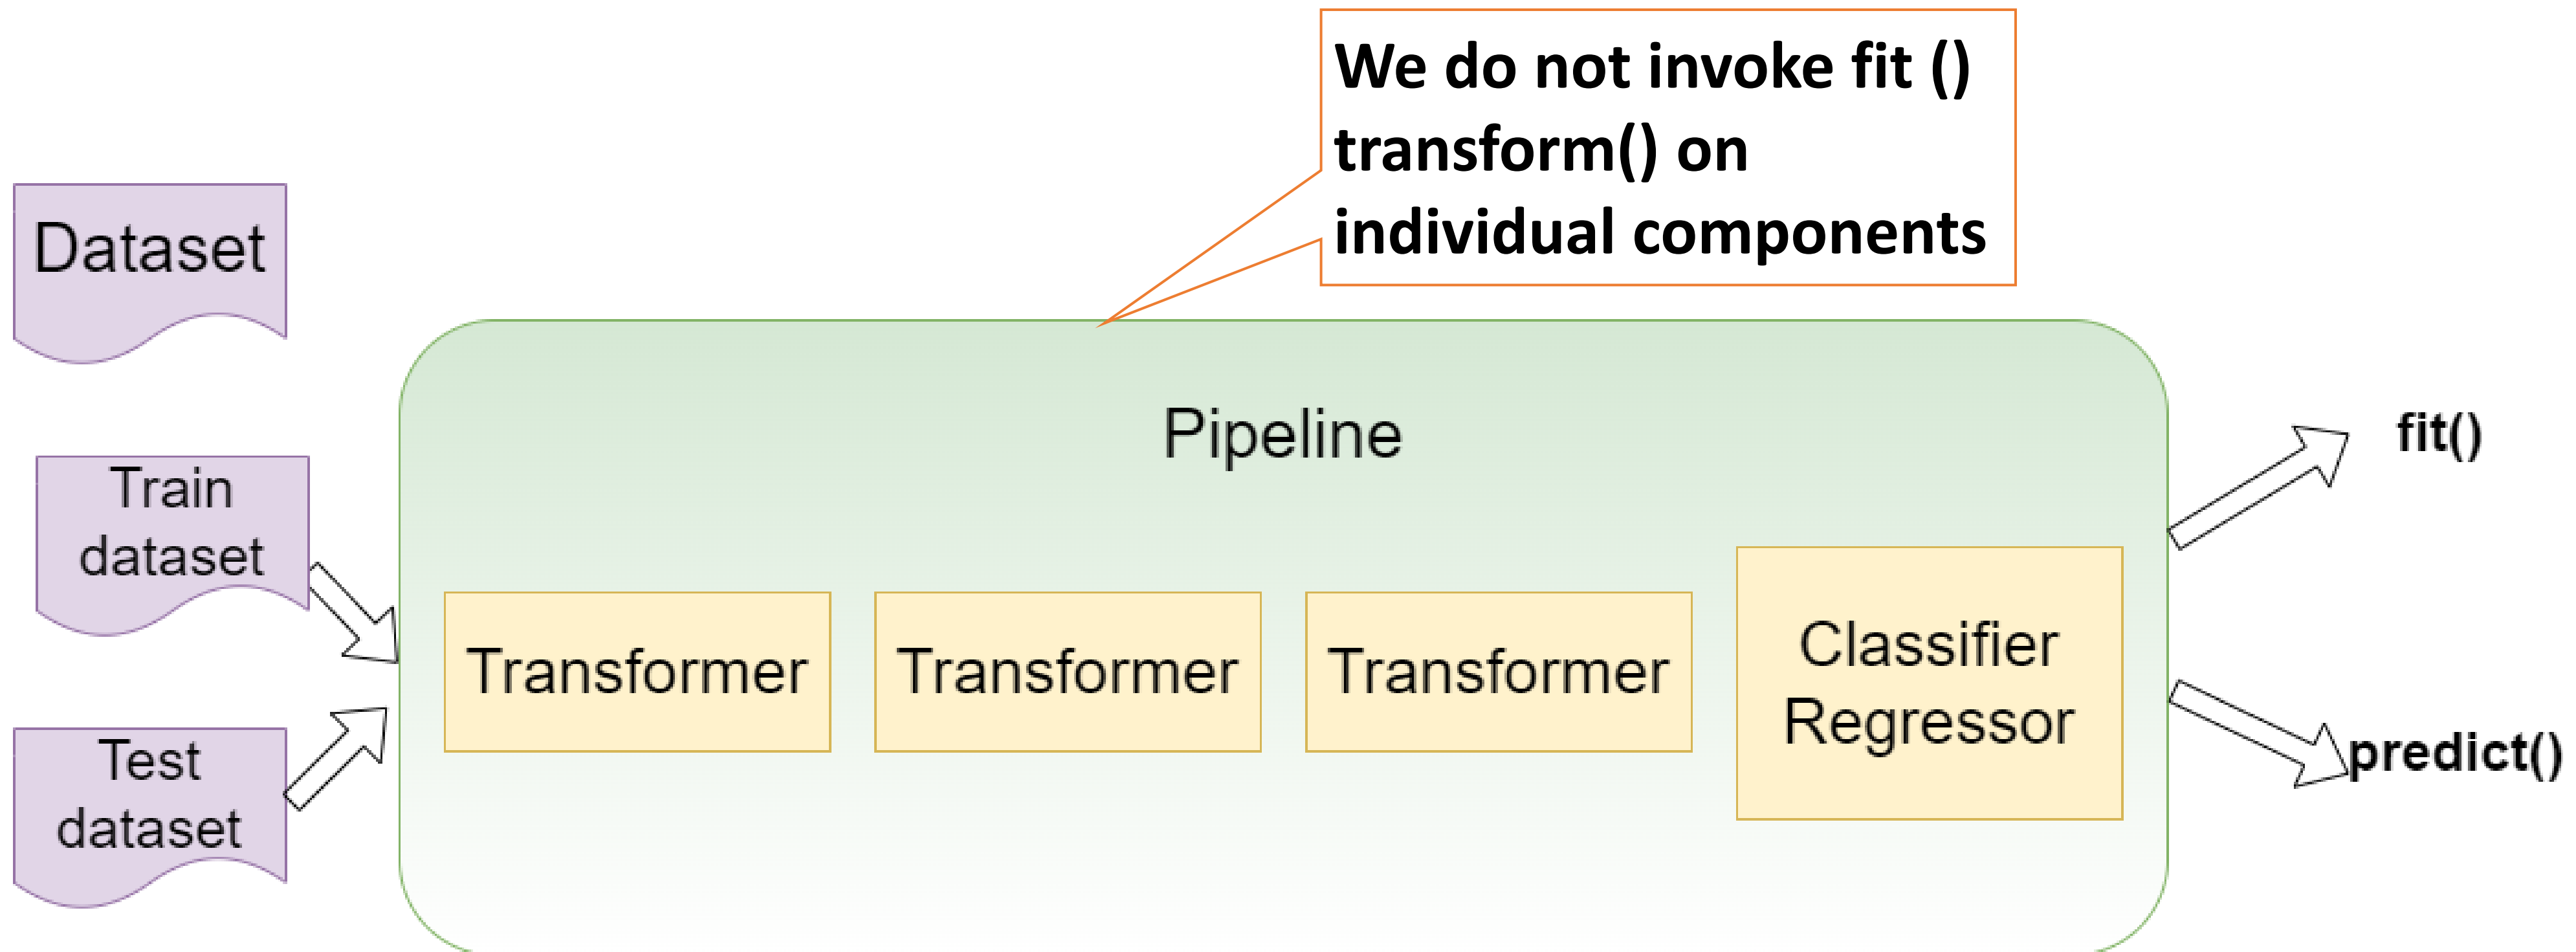 We do not invoke fit ()
transform() on
individual components
Dataset
Pipeline
fit()
Train
dataset
Transformer
Transformer
Transformer
Classifier
Regressor
Test
dataset
predict()